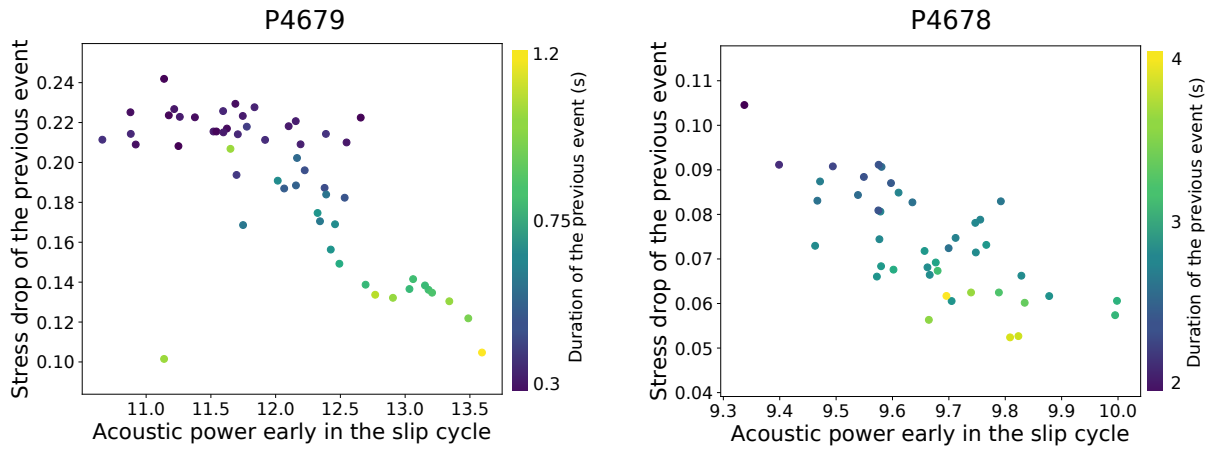 P4679
Stress drop of the previous event
0.24
0.22
0.20
0.18
0.16
0.14
0.12
0.10
11.0 11.5 12.0 12.5 13.0 13.5
Acoustic power early in the slip cycle
1.2
0.75
0.3
Duration of the previous event (s)
P4678
Stress drop of the previous event
0.11
0.10
0.09
0.08
0.07
0.06
0.05
0.04
9.3 9.4 9.5 9.6 9.7 9.8 9.9 10.0
Acoustic power early in the slip cycle
4
3
2
Duration of the previous event (s)